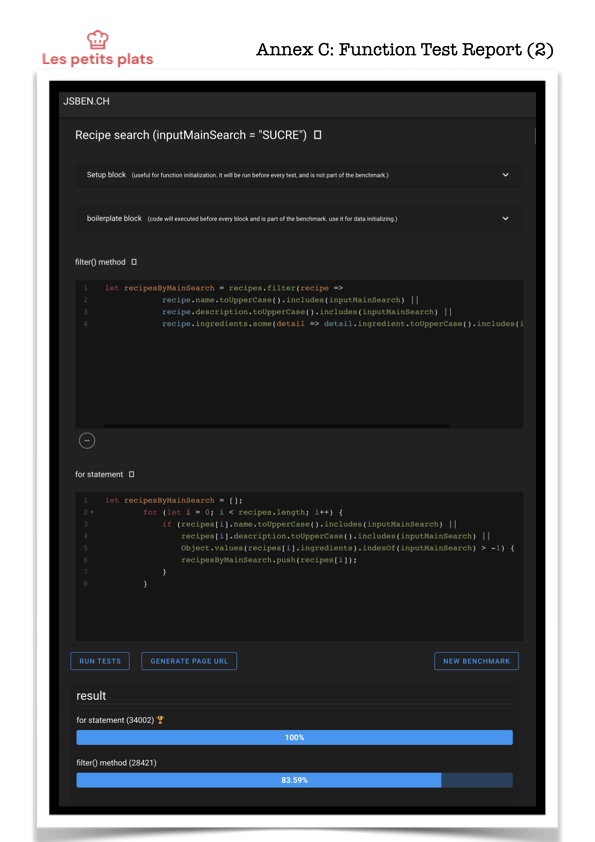 Les petits plats
Annex C: Function Test Report (2)
JSBEN.CH
Recipe search (inputMainSearch = "SUCRE")
Setup block (useful for function initialization. it will be run before every test, and is not part of the benchmark.)
boilerplate block (code will executed before every block and is part of the benchmark. use it for data initializing.)
filter() method
1 let recipesByMainSearch = recipes.filter(recipe =>
2 recipe.name.toUpperCase().includes(inputMainSearch) ||
3 recipe.description.toUpperCase().includes(inputMainSearch) ||
4 recipe.ingredients.some(detail => detail.ingredient.toUpperCase().includes(i
for statement
1 let recipesByMainSearch = [];
2 for (let i = 0; i < recipes.length; i++) {
3 if (recipes[i].name.toUpperCase().includes(inputMainSearch) ||
4 recipes[i].description.toUpperCase().includes(inputMainSearch) ||
5 Object.values(recipes[i].ingredients).indexOf(inputMainSearch) > -1) {
6 recipesByMainSearch.push(recipes[i]);
7 }
8 }
RUN TESTS GENERATE PAGE URL NEW BENCHMARK
result
for statement (34002) 🏆
100%
filter() method (28421)
83.59%